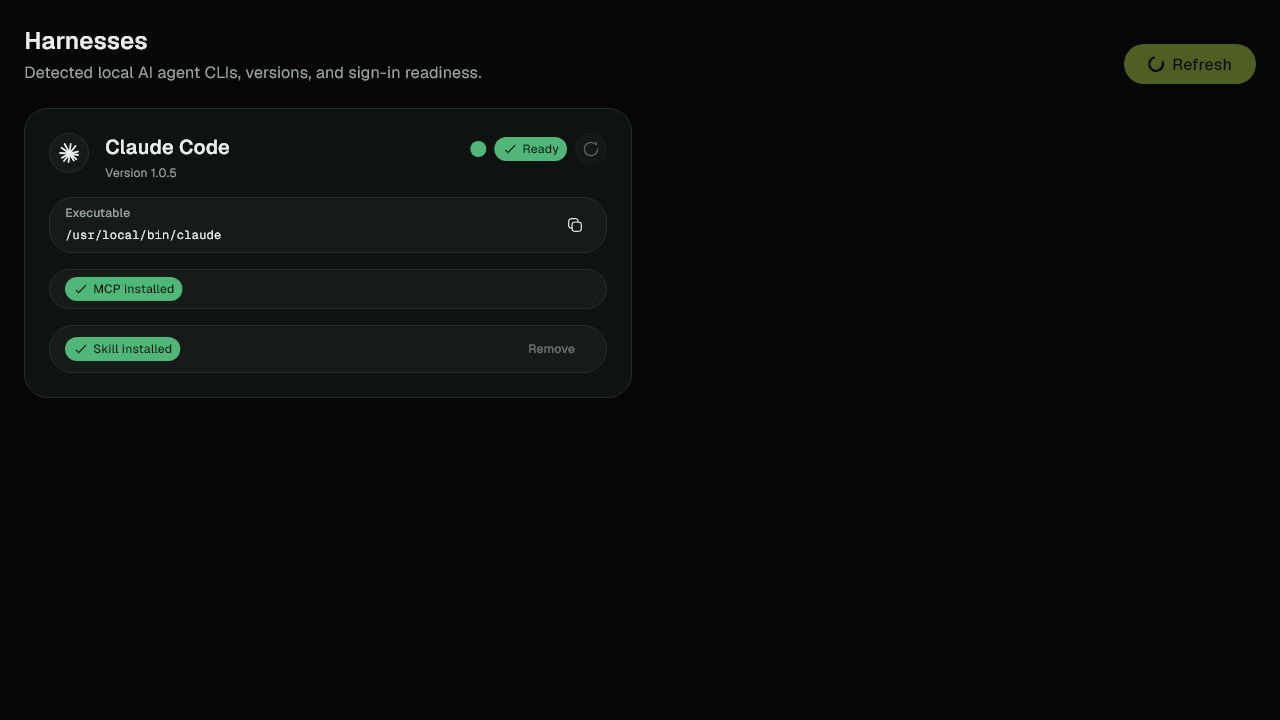 Harnesses
Detected local AI agent CLIs, versions, and sign-in readiness.
Refresh
Claude Code
Ready
Version 1.0.5
Executable
/usr/local/bin/claude
MCP installed
Skill installed
Remove